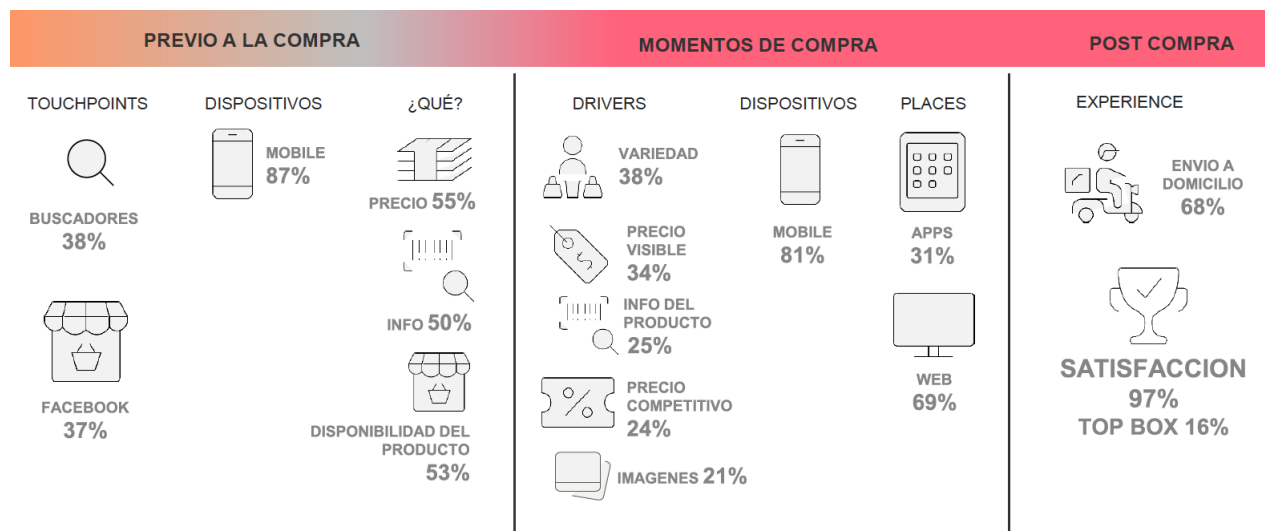 PREVIO A LA COMPRA
MOMENTOS DE COMPRA
POST COMPRA
TOUCHPOINTS
DISPOSITIVOS
¿QUÉ?
BUSCADORES
38%
FACEBOOK
37%
MOBILE
87%
PRECIO 55%
INFO 50%
DISPONIBILIDAD DEL
PRODUCTO
53%
DRIVERS
DISPOSITIVOS
PLACES
VARIEDAD
38%
PRECIO
VISIBLE
34%
INFO DEL
PRODUCTO
25%
PRECIO
COMPETITIVO
24%
IMAGENES 21%
MOBILE
81%
APPS
31%
WEB
69%
EXPERIENCE
ENVIO A
DOMICILIO
68%
SATISFACCION
97%
TOP BOX 16%